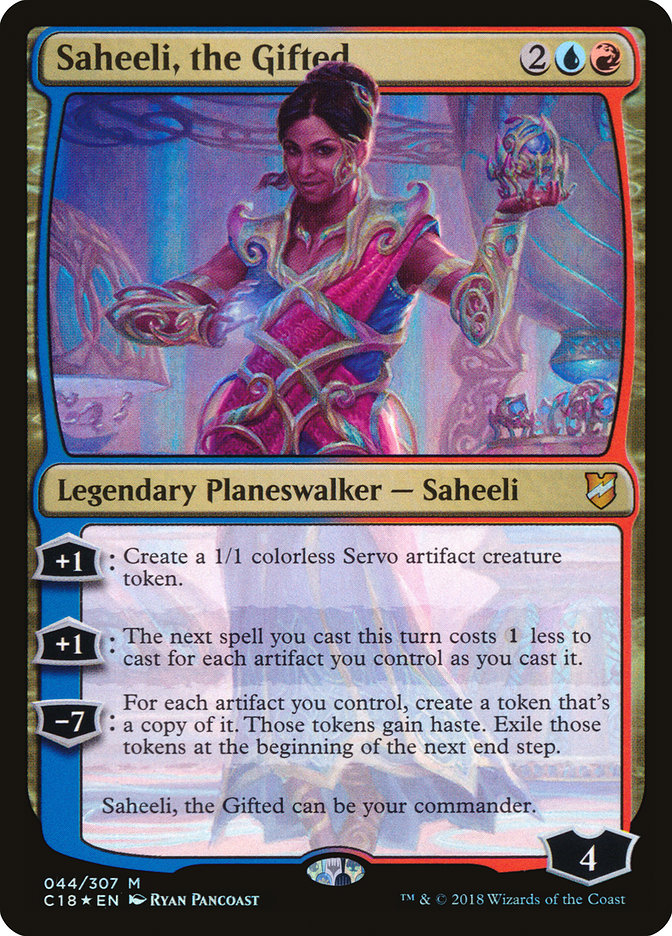 Saheeli, the Gifted 2
Legendary Planeswalker — Saheeli
+1: Create a 1/1 colorless Servo artifact creature
token.
+1: The next spell you cast this turn costs 1 less to
cast for each artifact you control as you cast it.
−7: For each artifact you control, create a token that's
a copy of it. Those tokens gain haste. Exile those
tokens at the beginning of the next end step.
Saheeli, the Gifted can be your commander.
4
044/307 M
C18★EN Ryan Pancoast
™ & © 2018 Wizards of the Coast